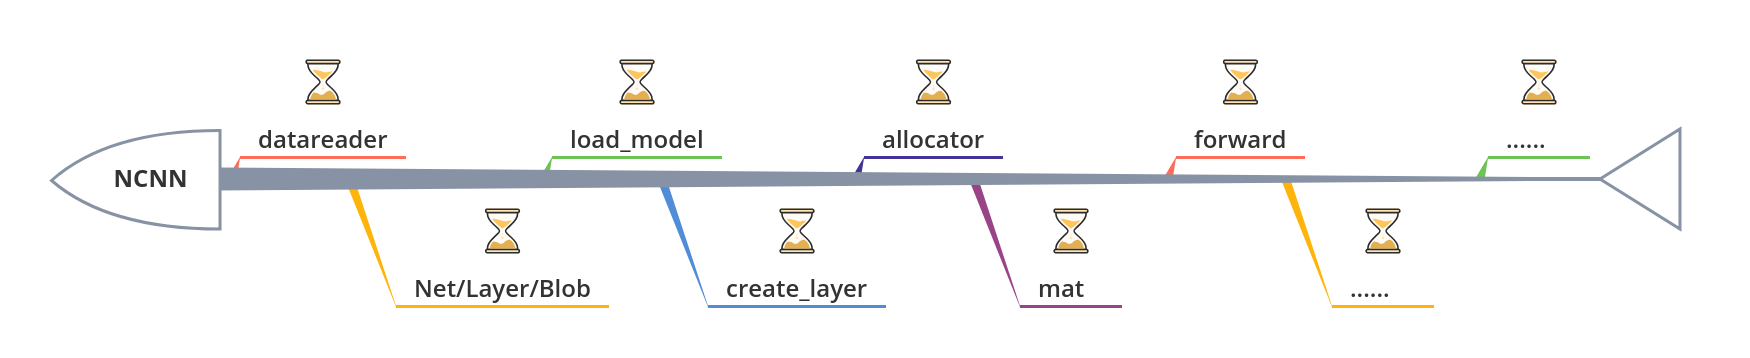 NCNN
datareader
load_model
allocator
forward
......
Net/Layer/Blob
create_layer
mat
......